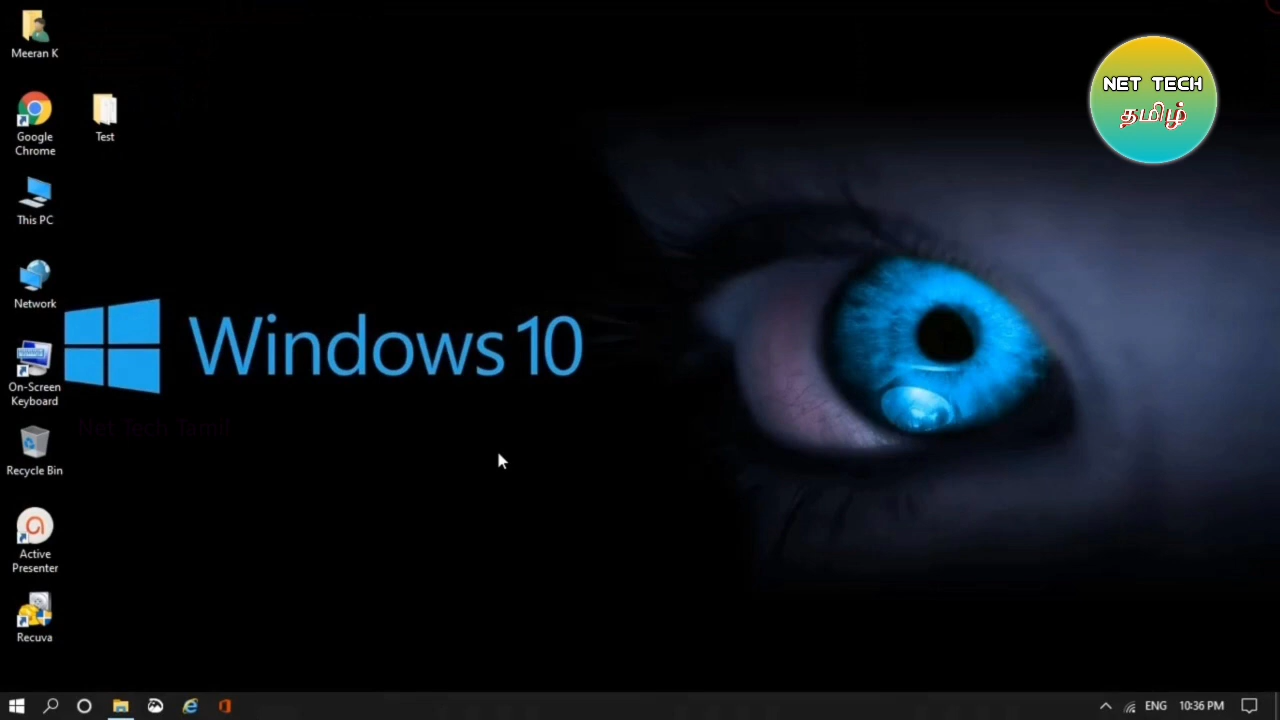 Meeran K
Google
Chrome
Test
This PC
Network
On-Screen
Keyboard
Recycle Bin
Active
Presenter
Recuva
Windows 10
Net Tech Tamil
NET TECH
தமிழ்
ENG
10:36 PM